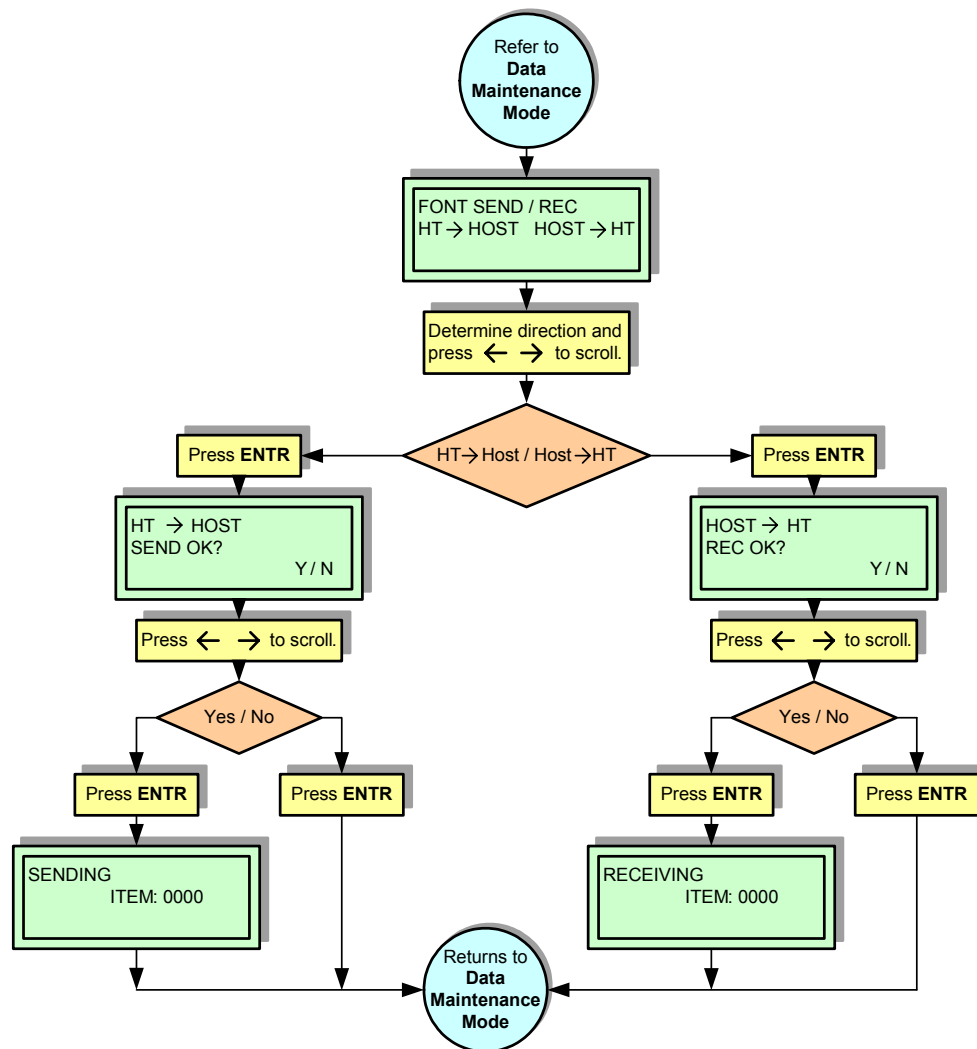 Refer to
Data
Maintenance
Mode
FONT SEND / REC
HT → HOST   HOST → HT
Determine direction and
press ← → to scroll.
HT → Host / Host → HT
Press ENTR
Press ENTR
HT → HOST
SEND OK?
Y / N
HOST → HT
REC OK?
Y / N
Press ← → to scroll.
Press ← → to scroll.
Yes / No
Yes / No
Press ENTR
Press ENTR
Press ENTR
Press ENTR
SENDING
ITEM: 0000
RECEIVING
ITEM: 0000
Returns to
Data
Maintenance
Mode